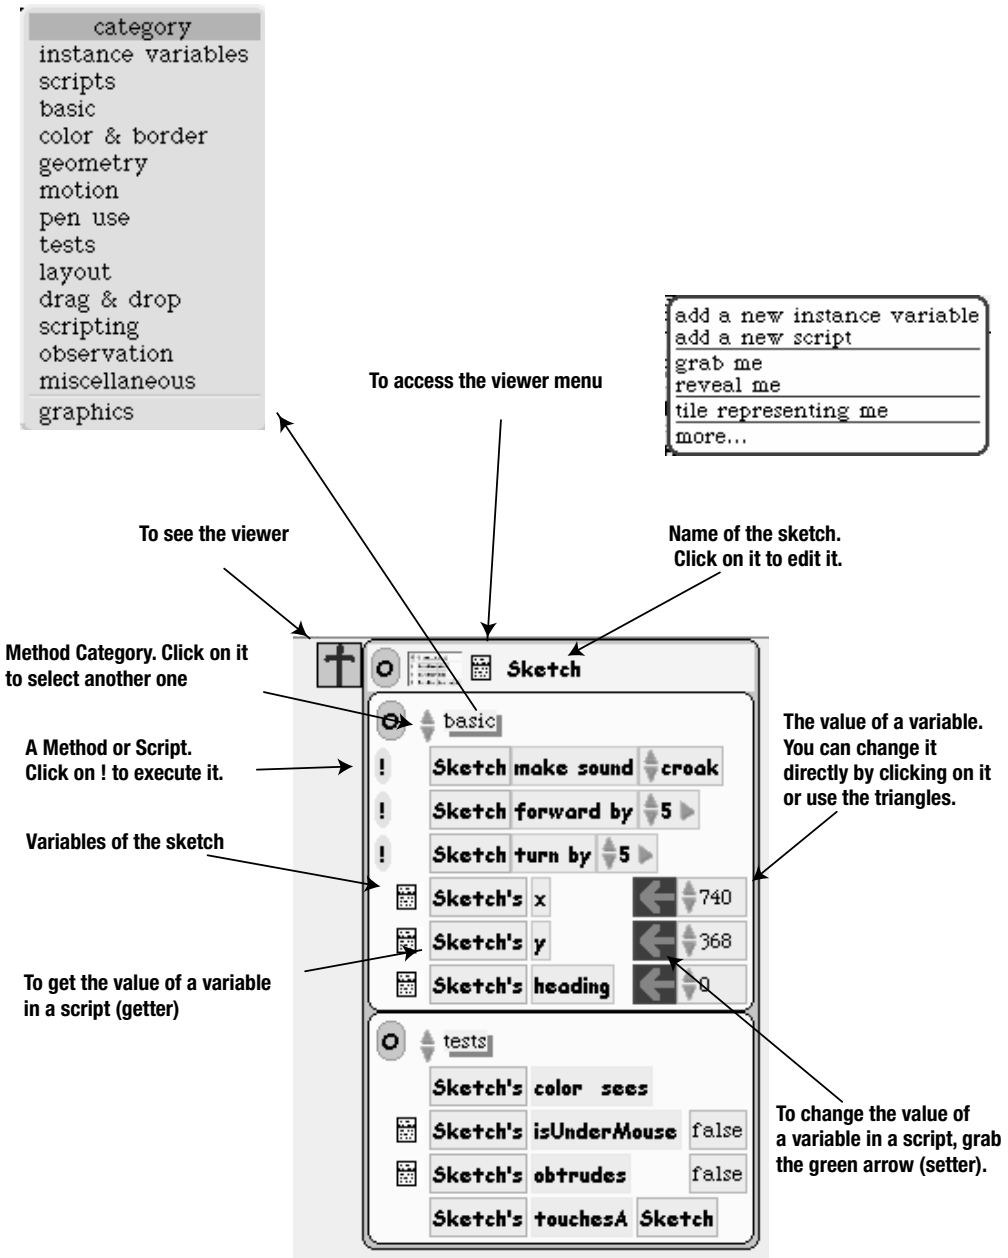 category
instance variables
scripts
basic
color & border
geometry
motion
pen use
tests
layout
drag & drop
scripting
observation
miscellaneous
graphics
add a new instance variable
add a new script
grab me
reveal me
tile representing me
more...
To access the viewer menu
To see the viewer
Name of the sketch.
Click on it to edit it.
Method Category. Click on it
to select another one
A Method or Script.
Click on ! to execute it.
Variables of the sketch
To get the value of a variable
in a script (getter)
The value of a variable.
You can change it
directly by clicking on it
or use the triangles.
To change the value of
a variable in a script, grab
the green arrow (setter).
O Sketch
O basic
! Sketch make sound croak
! Sketch forward by 5
! Sketch turn by 5
Sketch's x 740
Sketch's y 368
Sketch's heading 0
O tests
Sketch's color sees
Sketch's isUnderMouse false
Sketch's obtrudes false
Sketch's touchesA Sketch